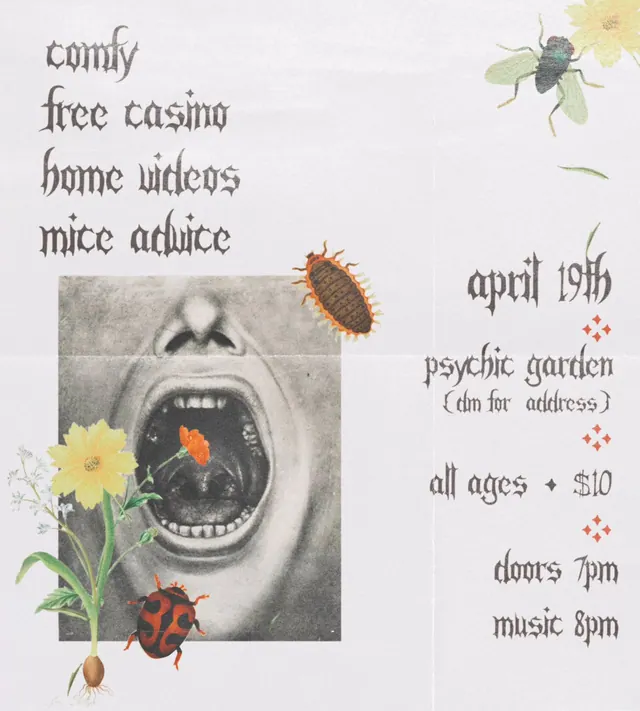 comfy
free casino
home videos
mice advice
april 19th
psychic garden
{dm for address}
all ages ✦ $10
doors 7pm
music 8pm